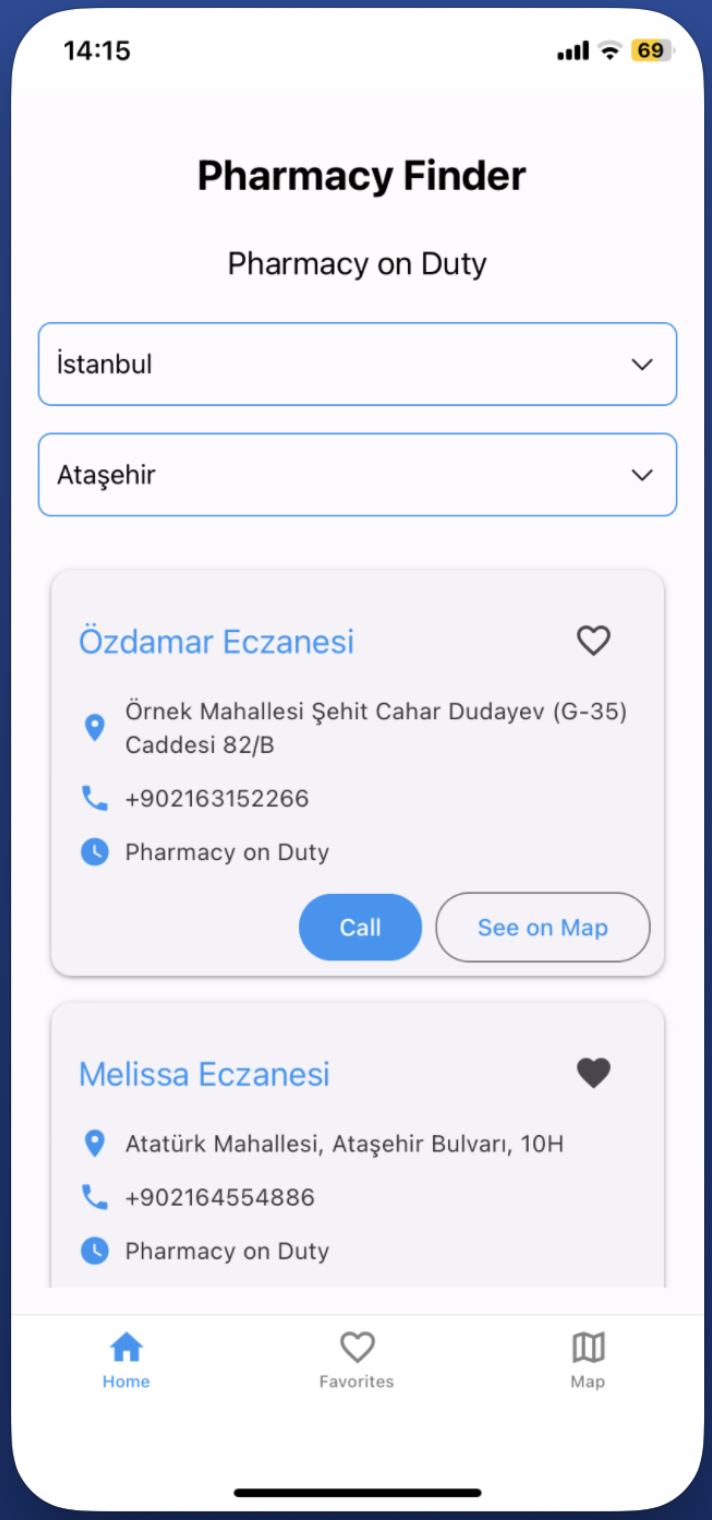 14:15
69
Pharmacy Finder
Pharmacy on Duty
İstanbul
Ataşehir
Özdamar Eczanesi
Örnek Mahallesi Şehit Cahar Dudayev (G-35)
Caddesi 82/B
+902163152266
Pharmacy on Duty
Call
See on Map
Melissa Eczanesi
Atatürk Mahallesi, Ataşehir Bulvarı, 10H
+902164554886
Pharmacy on Duty
Home
Favorites
Map